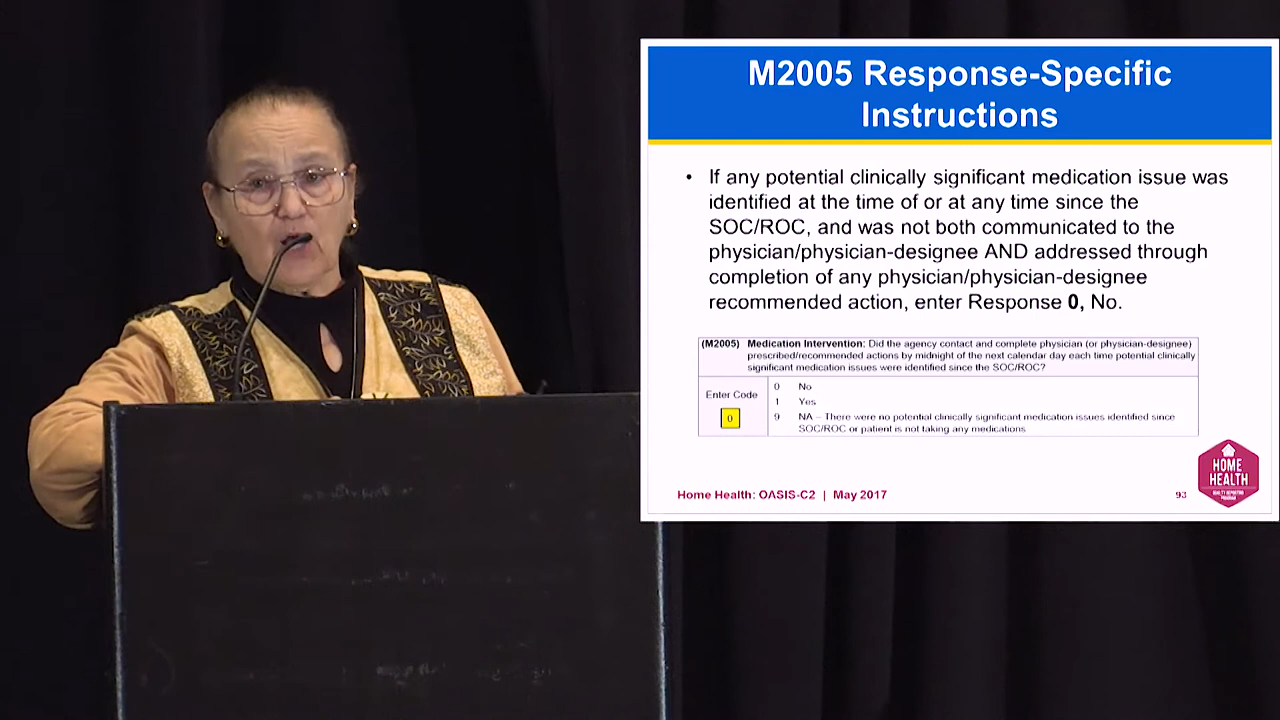 M2005 Response-Specific
Instructions
• If any potential clinically significant medication issue was
identified at the time of or at any time since the
SOC/ROC, and was not both communicated to the
physician/physician-designee AND addressed through
completion of any physician/physician-designee
recommended action, enter Response 0, No.
(M2005) Medication Intervention: Did the agency contact and complete physician (or physician-designee)
prescribed/recommended actions by midnight of the next calendar day each time potential clinically
significant medication issues were identified since the SOC/ROC?
Enter Code
0
0 No
1 Yes
9 NA – There were no potential clinically significant medication issues identified since
SOC/ROC or patient is not taking any medications
Home Health: OASIS-C2 | May 2017
93
HOME
HEALTH
QUALITY REPORTING
PROGRAM